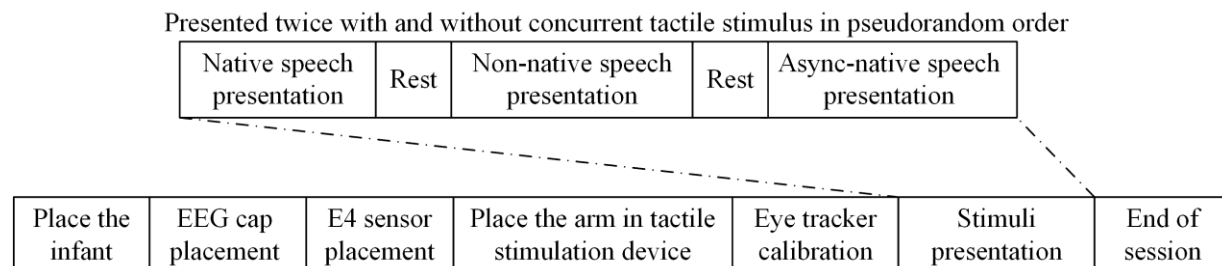 Presented twice with and without concurrent tactile stimulus in pseudorandom order
Native speech
presentation
Rest
Non-native speech
presentation
Rest
Async-native speech
presentation
Place the
infant
EEG cap
placement
E4 sensor
placement
Place the arm in tactile
stimulation device
Eye tracker
calibration
Stimuli
presentation
End of
session